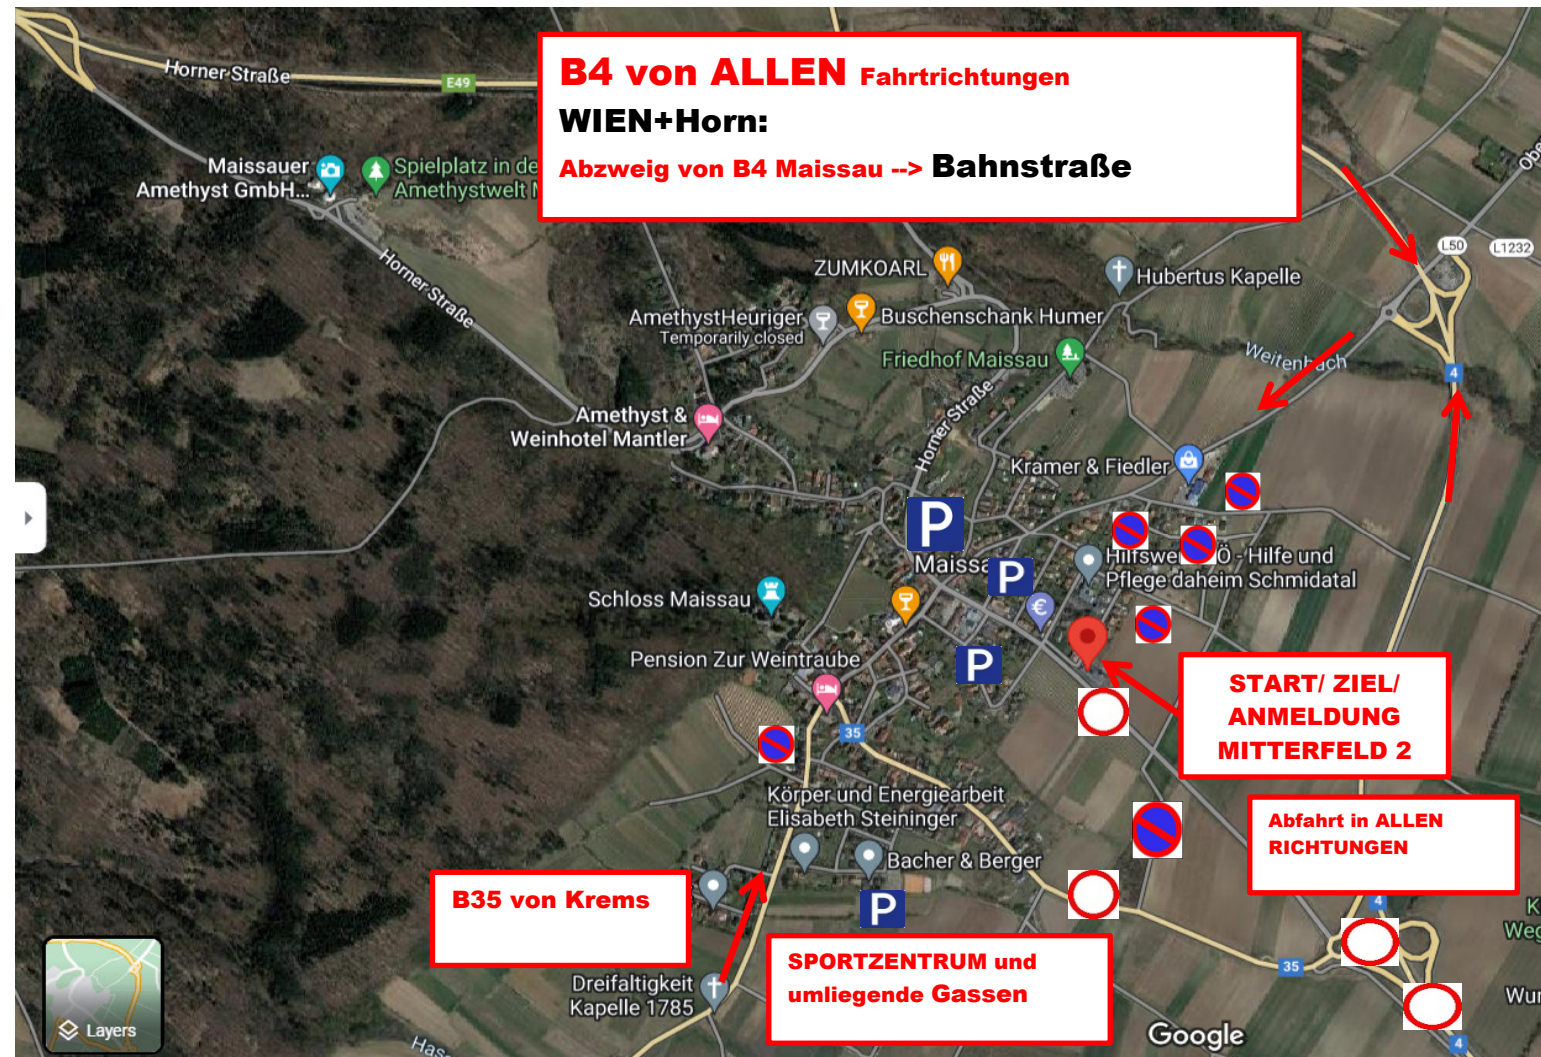 Horner Straße
E49
B4 von ALLEN Fahrtrichtungen
WIEN+Horn:
Abzweig von B4 Maissau --> Bahnstraße
Maissauer
Amethyst GmbH...
Spielplatz in de
Amethystwelt M
Horner Straße
L50
L1232
ZUMKOARL
Hubertus Kapelle
AmethystHeuriger
Temporarily closed
Buschenschank Humer
Friedhof Maissau
Weitenbach
4
Amethyst &
Weinhotel Mantler
Horner Straße
Kramer & Fiedler
P
Maissa
P
Hilfswe Ö - Hilfe und
Pflege daheim Schmidatal
Schloss Maissau
€
Pension Zur Weintraube
P
START/ ZIEL/
ANMELDUNG
MITTERFELD 2
35
Körper und Energiearbeit
Elisabeth Steininger
Abfahrt in ALLEN
RICHTUNGEN
Bacher & Berger
B35 von Krems
P
4
K
Weg
SPORTZENTRUM und
umliegende Gassen
35
Dreifaltigkeit
Kapelle 1785
Wur
Layers
Google
4